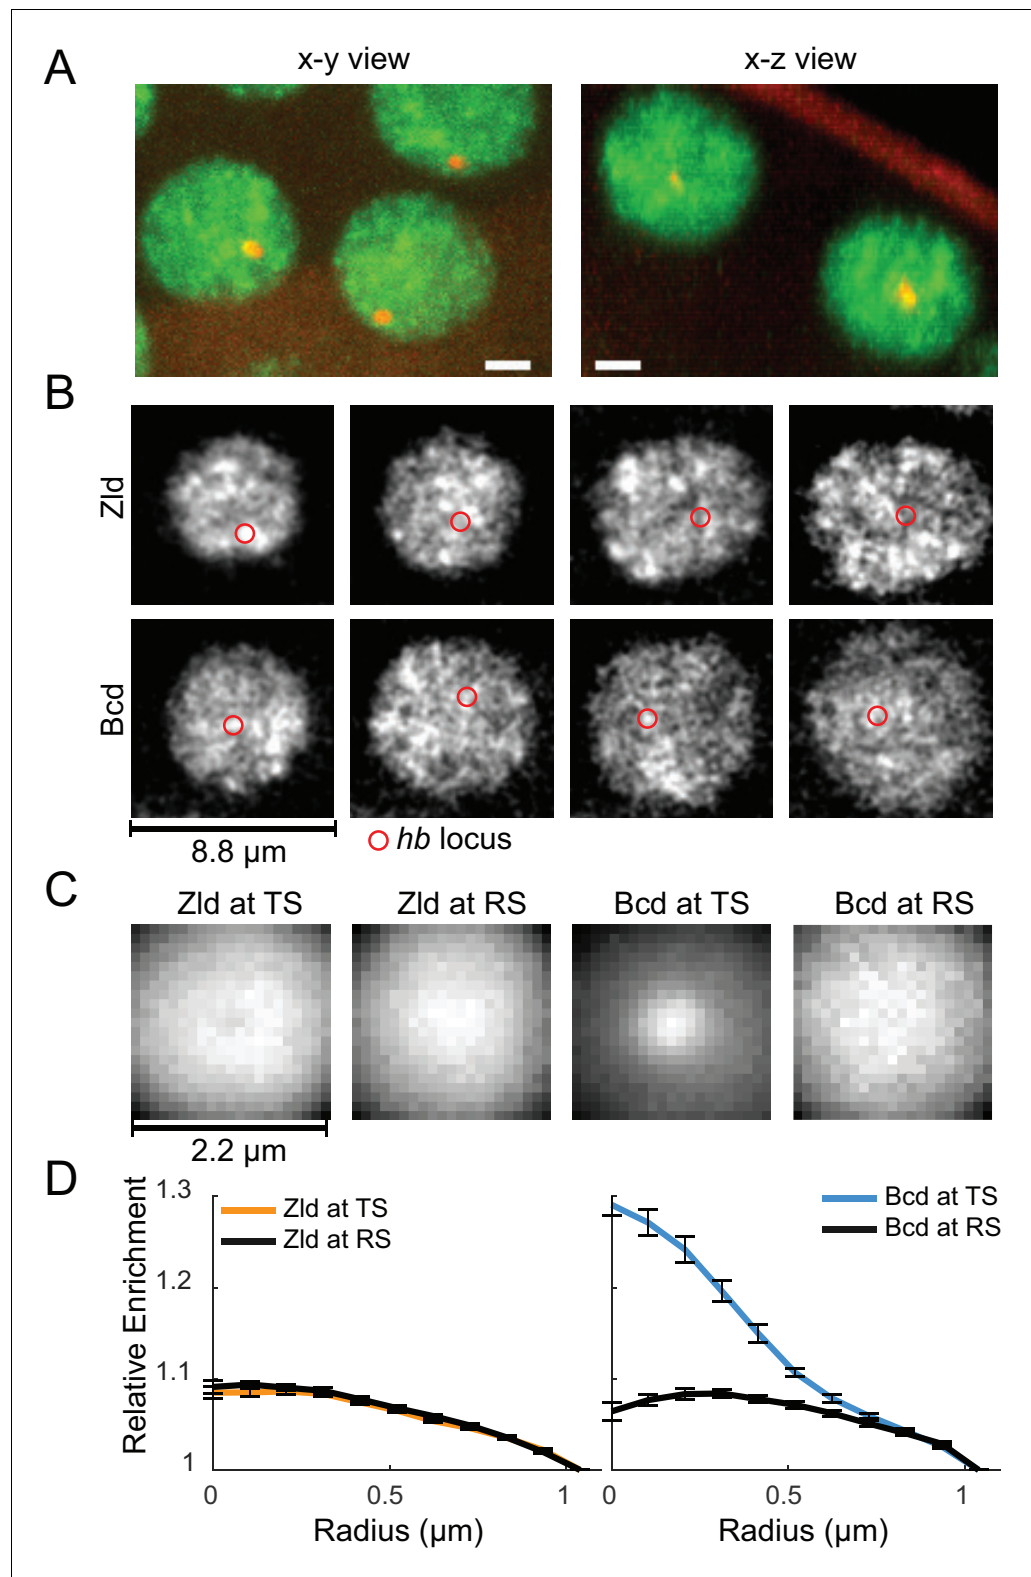 A
x-y view
x-z view
B
Zld
Bcd
8.8 µm
hb locus
C
Zld at TS
Zld at RS
Bcd at TS
Bcd at RS
2.2 µm
D
Relative Enrichment
1.3
1.2
1.1
1
Zld at TS
Zld at RS
0
0.5
1
Radius (µm)
Bcd at TS
Bcd at RS
0
0.5
1
Radius (µm)